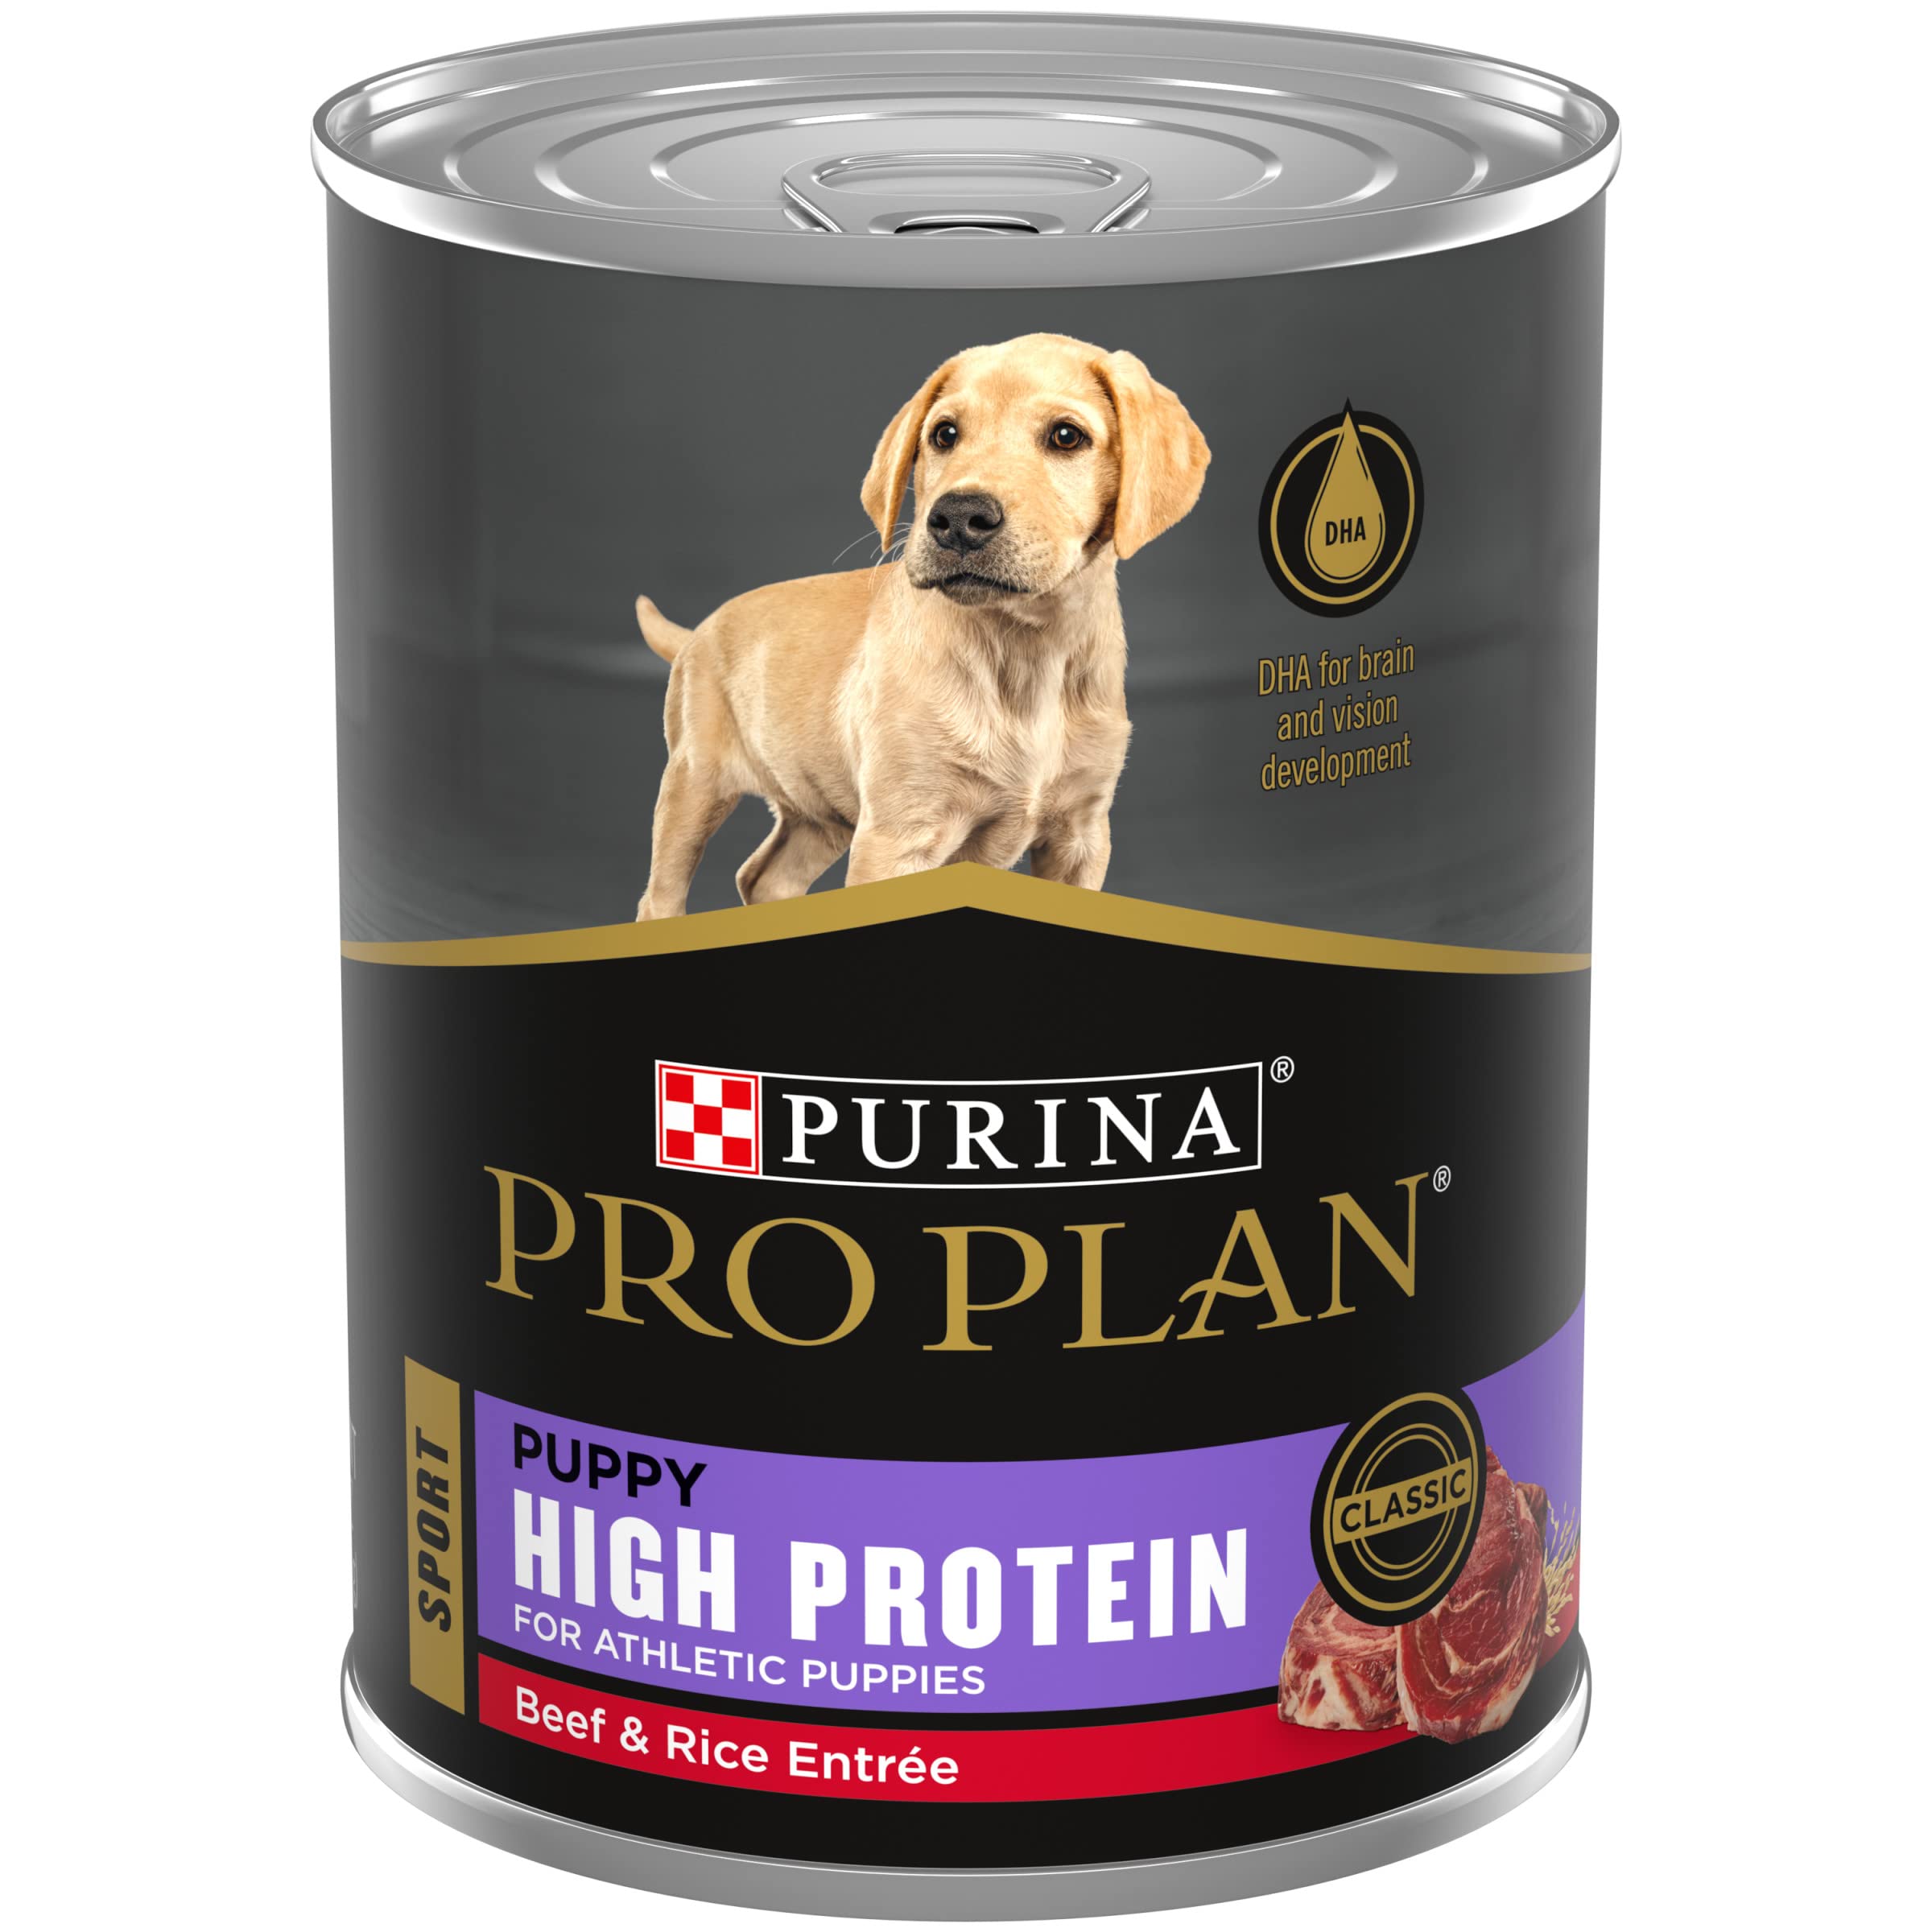 DHA
DHA for brain
and vision
development
PURINA®
PRO PLAN®
SPORT
PUPPY
HIGH PROTEIN
FOR ATHLETIC PUPPIES
CLASSIC
Beef & Rice Entrée